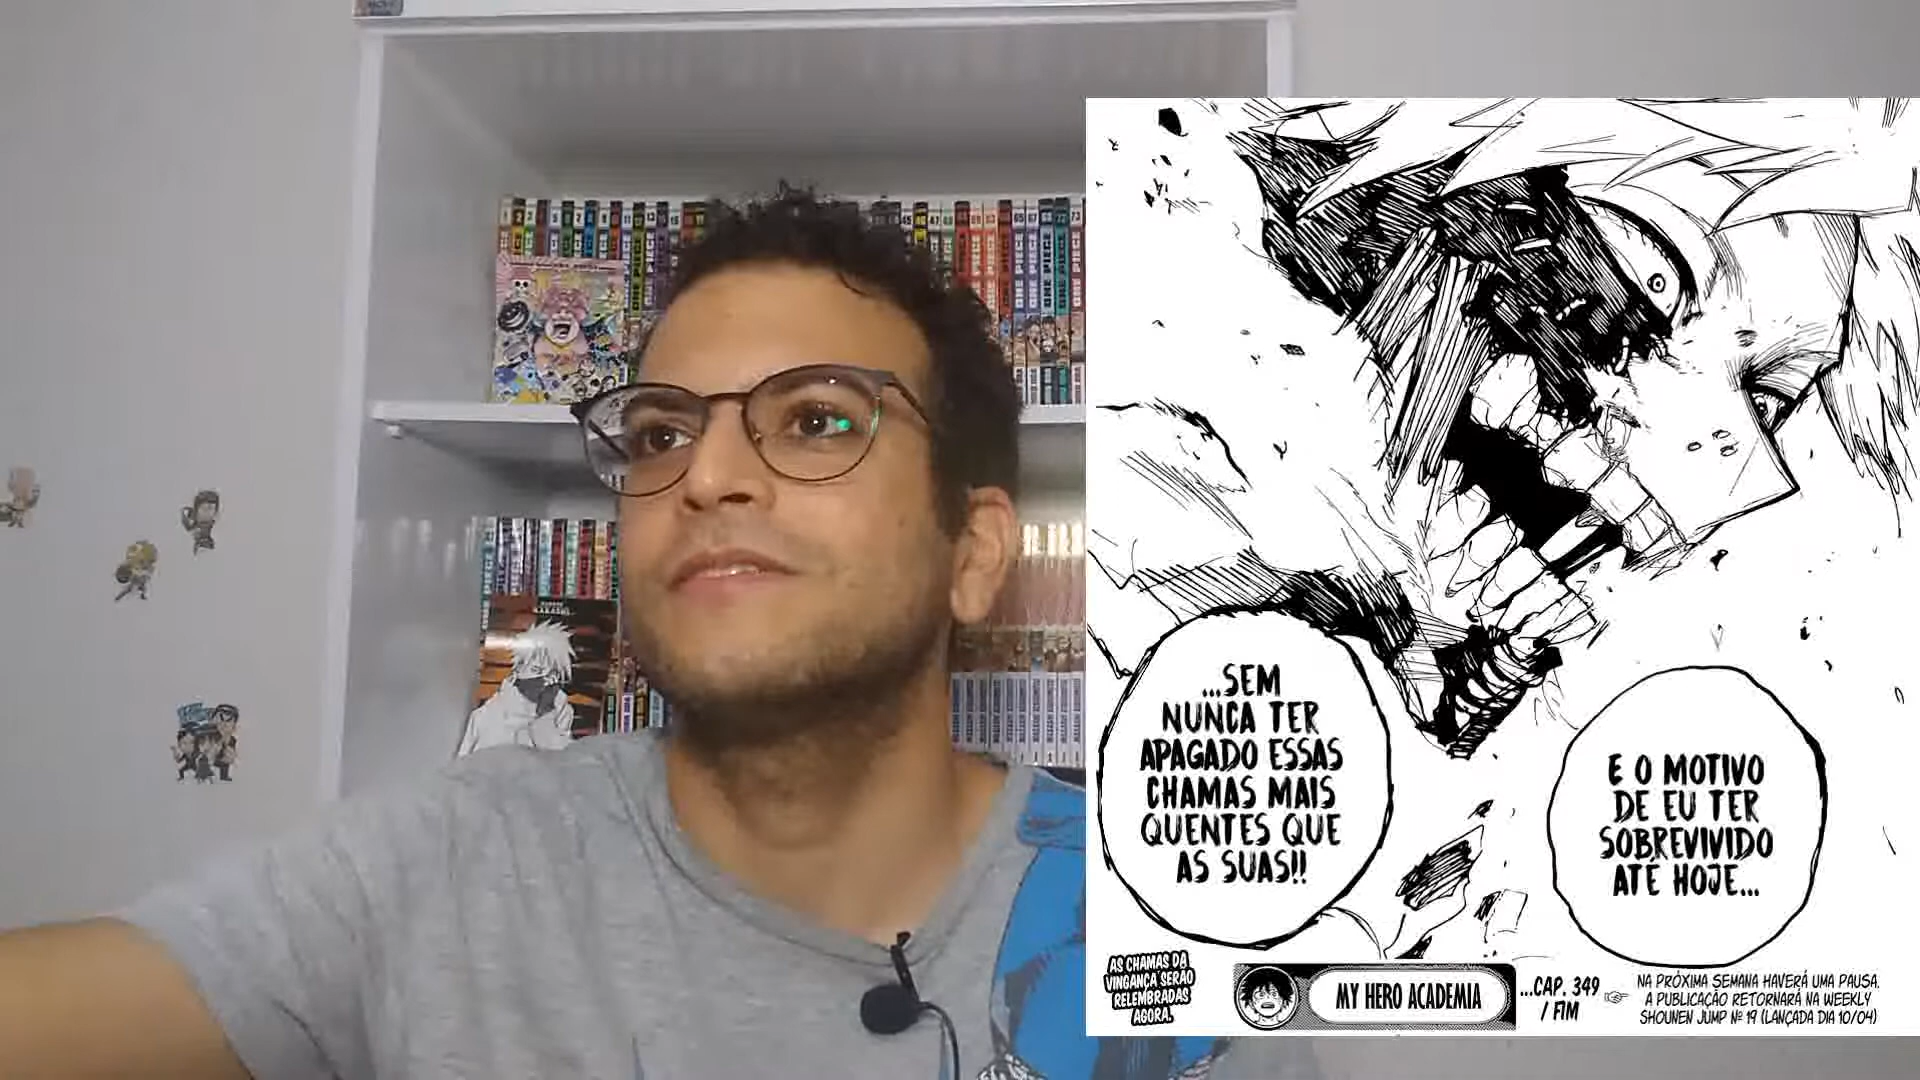 E O MOTIVO
DE EU TER
SOBREVIVIDO
ATÉ HOJE...
...SEM
NUNCA TER
APAGADO ESSAS
CHAMAS MAIS
QUENTES QUE
AS SUAS!!
AS CHAMAS DA
VINGANÇA SERÃO
RELEMBRADAS
AGORA.
MY HERO ACADEMIA
...CAP. 349
/ FIM
NA PRÓXIMA SEMANA HAVERÁ UMA PAUSA.
A PUBLICAÇÃO RETORNARÁ NA WEEKLY
SHOUNEN JUMP Nº 19 (LANÇADA DIA 10/04)